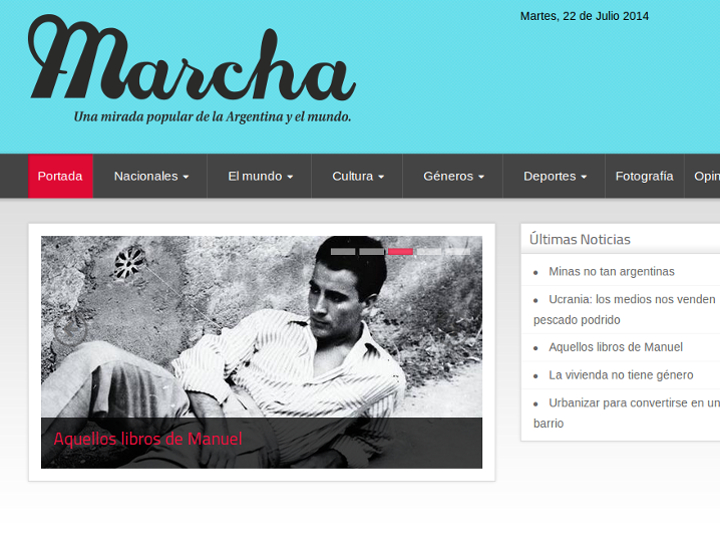 Martes, 22 de Julio 2014
Marcha
Una mirada popular de la Argentina y el mundo.
Portada
Nacionales
El mundo
Cultura
Géneros
Deportes
Fotografía
Opin
Aquellos libros de Manuel
Últimas Noticias
Minas no tan argentinas
Ucrania: los medios nos venden
pescado podrido
Aquellos libros de Manuel
La vivienda no tiene género
Urbanizar para convertirse en un
barrio